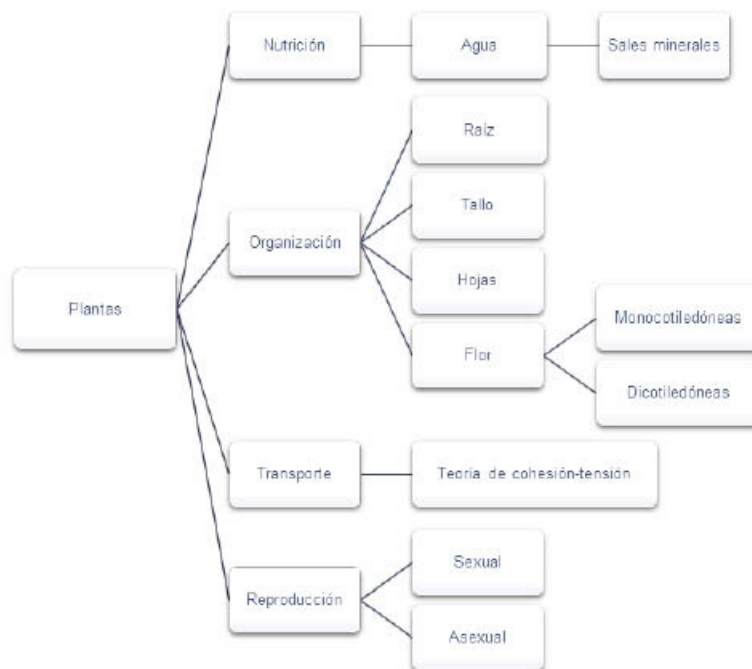 Nutrición
Agua
Sales minerales
Raíz
Tallo
Organización
Hojas
Plantas
Monocotiledóneas
Flor
Dicotiledóneas
Transporte
Teoría de cohesión-tensión
Sexual
Reproducción
Asexual